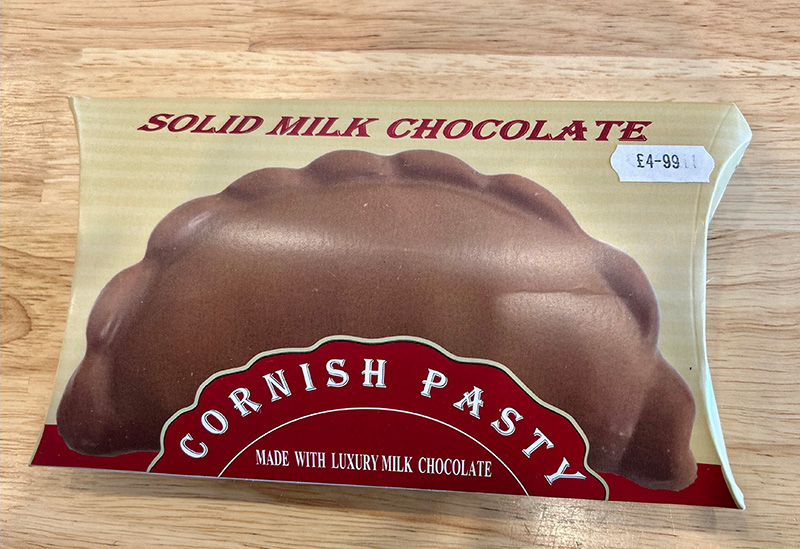 SOLID MILK CHOCOLATE
£4-99
CORNISH PASTY
MADE WITH LUXURY MILK CHOCOLATE